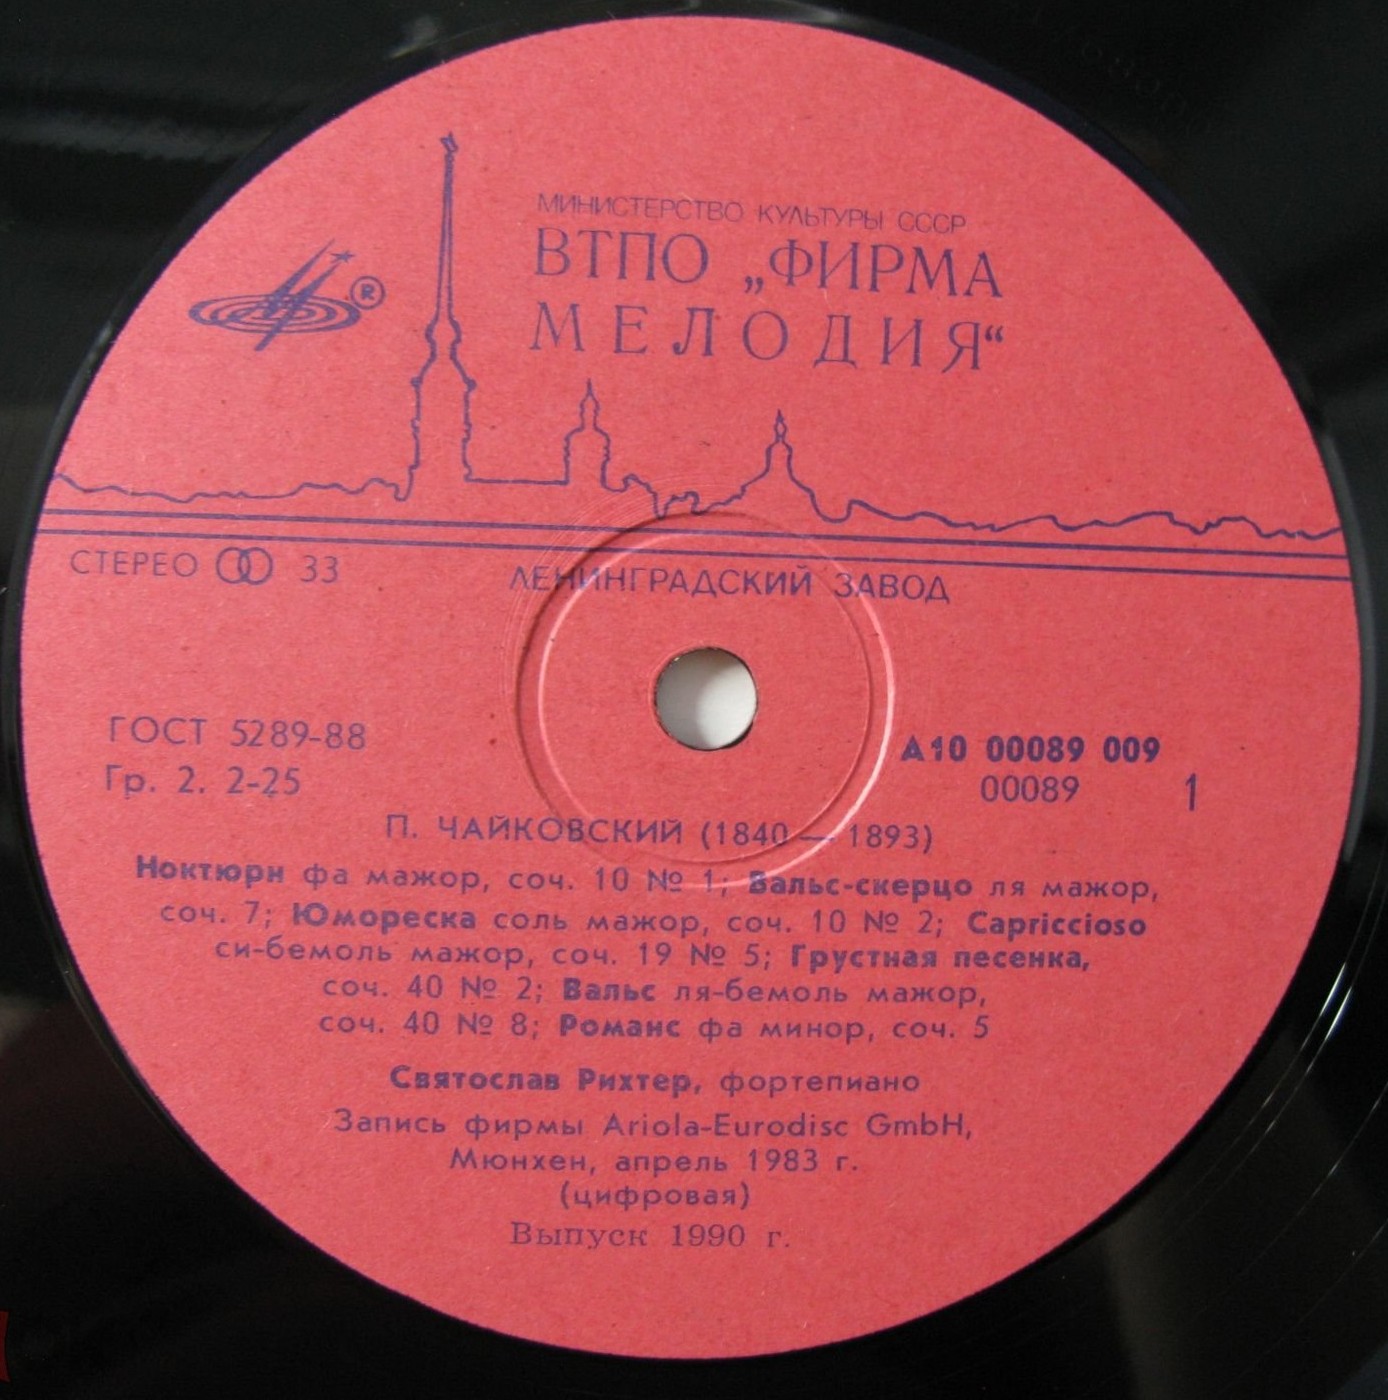 МИНИСТЕРСТВО КУЛЬТУРЫ СССР
ВТПО „ФИРМА
МЕЛОДИЯ“
®
СТЕРЕО 33
ЛЕНИНГРАДСКИЙ ЗАВОД
ГОСТ 5289-88
Гр. 2. 2-25
А10 00089 009
00089 1
П. ЧАЙКОВСКИЙ (1840 — 1893)
Ноктюрн фа мажор, соч. 10 № 1; Вальс-скерцо ля мажор,
соч. 7; Юмореска соль мажор, соч. 10 № 2; Capriccioso
си-бемоль мажор, соч. 19 № 5; Грустная песенка,
соч. 40 № 2; Вальс ля-бемоль мажор,
соч. 40 № 8; Романс фа минор, соч. 5
Святослав Рихтер, фортепиано
Запись фирмы Ariola-Eurodisc GmbH,
Мюнхен, апрель 1983 г.
(цифровая)
Выпуск 1990 г.